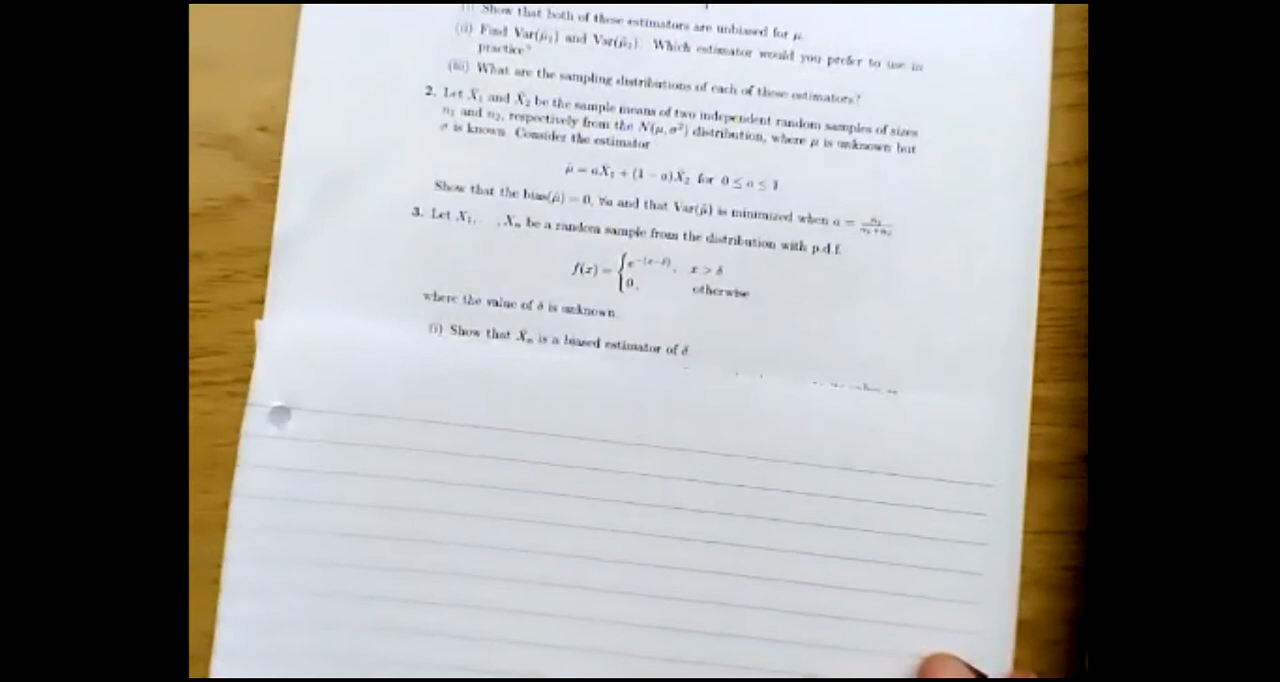 Show that both of these estimators are unbiased for μ
(ii) Find Var(μ̂₁) and Var(μ̂₂). Which estimator would you prefer to use in
practice?
(iii) What are the sampling distributions of each of these estimators?
2. Let X̄₁ and X̄₂ be the sample means of two independent random samples of sizes
n₁ and n₂, respectively from the N(μ, σ²) distribution, where μ is unknown but
σ is known. Consider the estimator
μ̂ = aX̄₁ + (1 − a)X̄₂ for 0 ≤ a ≤ 1
Show that the bias(μ̂) = 0, ∀a and that Var(μ̂) is minimized when a = n₁/(n₁+n₂)
3. Let X₁, . . . , Xₙ be a random sample from the distribution with p.d.f.
f(x) = { e^{−(x−δ)}, x > δ
0, otherwise
where the value of δ is unknown.
(i) Show that X̄ₙ is a biased estimator of δ